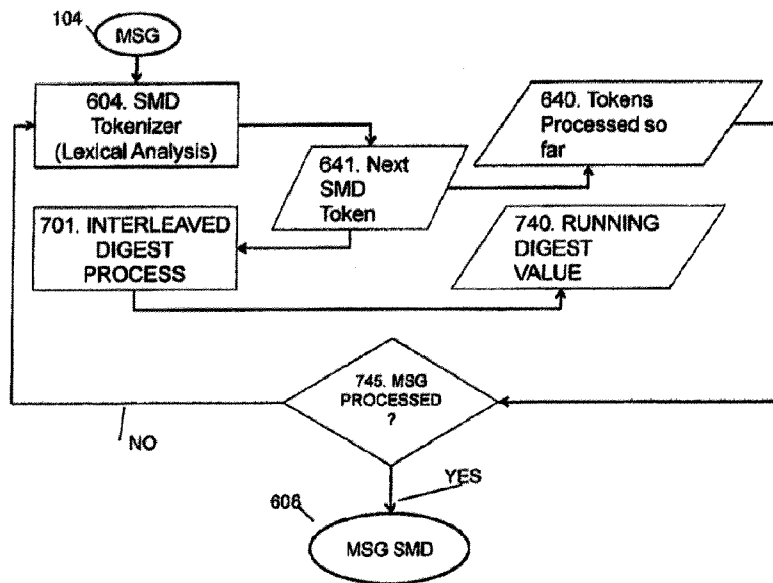 104
MSG
604. SMD
Tokenizer
(Lexical Analysis)
640. Tokens
Processed so
far
641. Next
SMD
Token
701. INTERLEAVED
DIGEST
PROCESS
740. RUNNING
DIGEST
VALUE
745. MSG
PROCESSED
?
NO
YES
606
MSG SMD